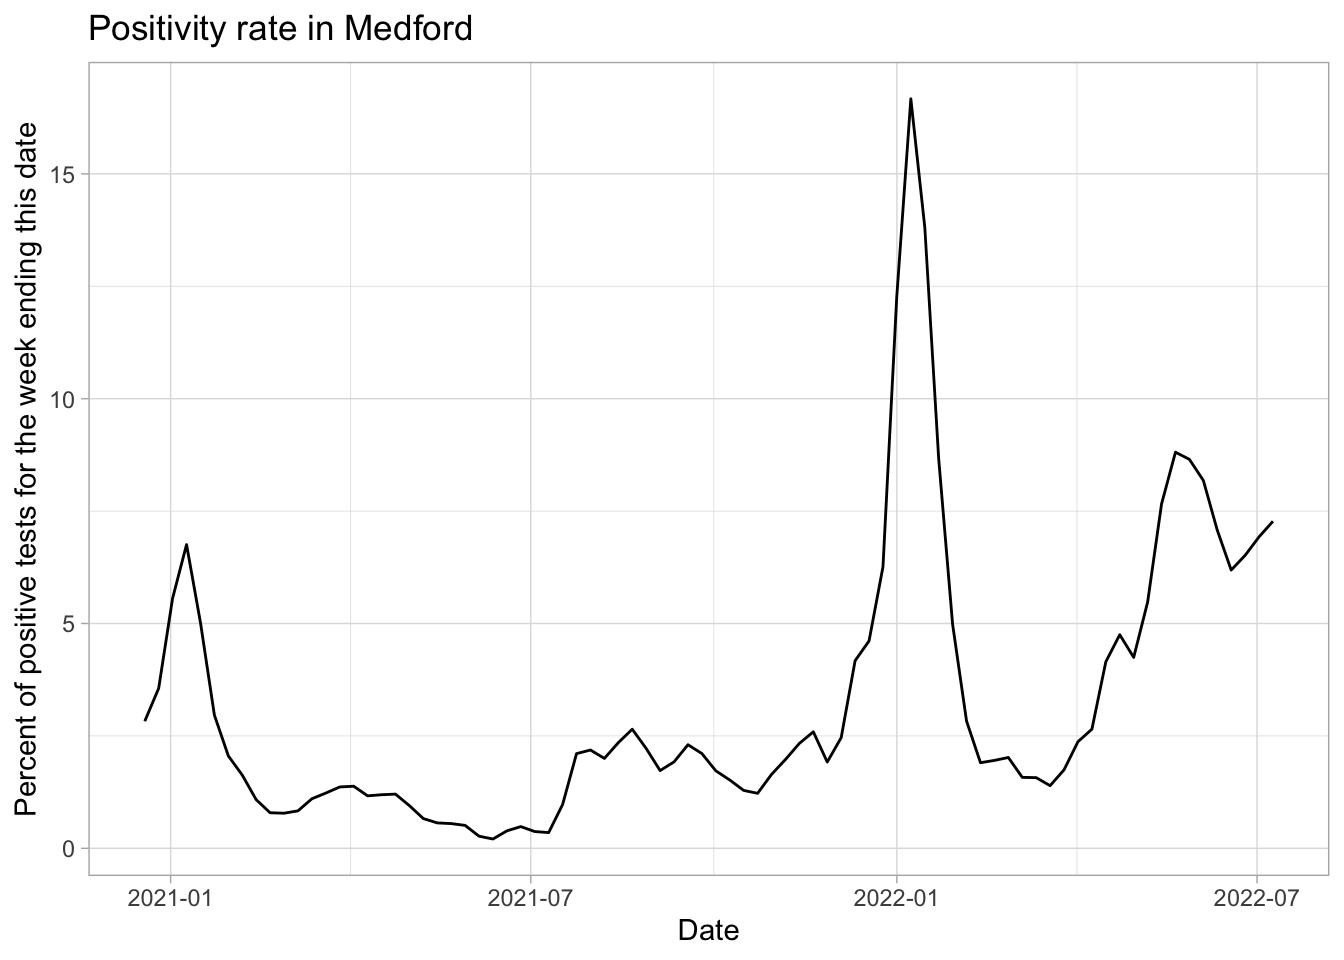 Positivity rate in Medford
Percent of positive tests for the week ending this date
15
10
5
0
2021-01
2021-07
2022-01
2022-07
Date